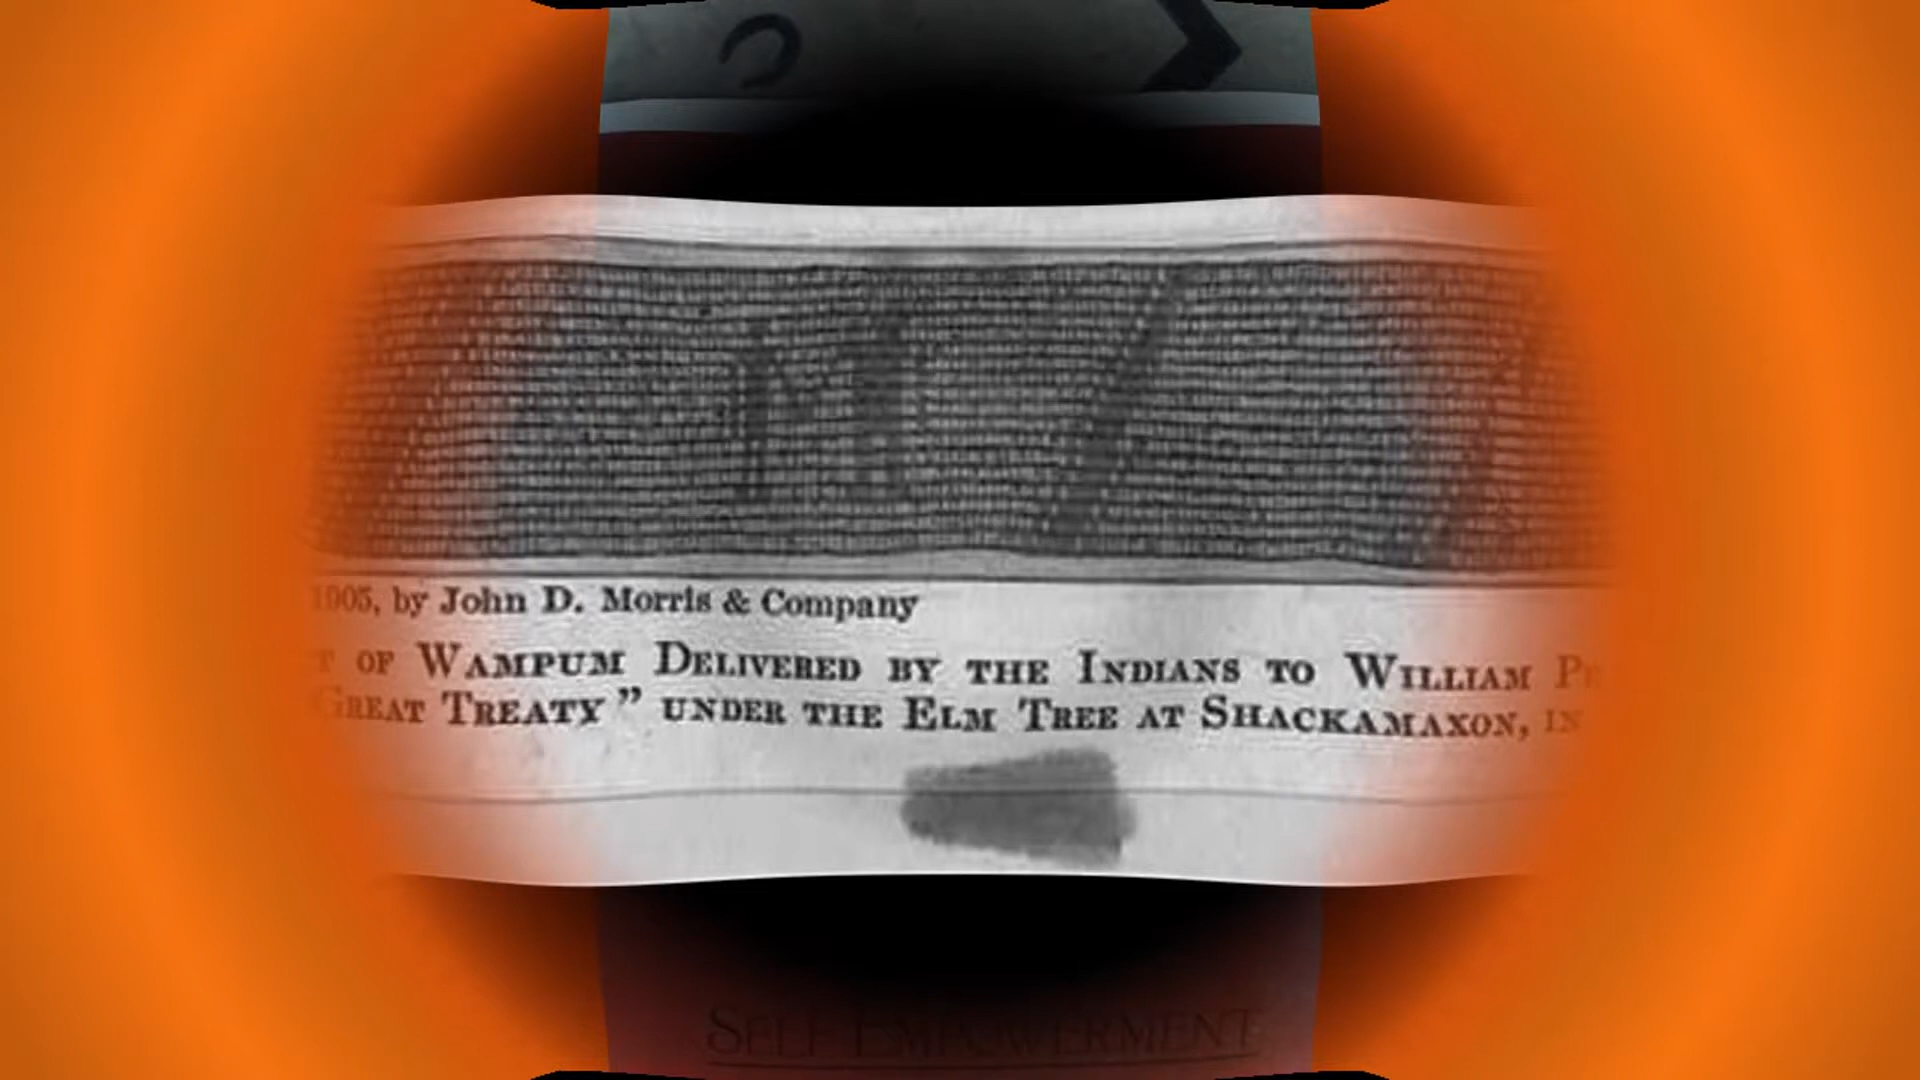 1905, by John D. Morris & Company
OF WAMPUM DELIVERED BY THE INDIANS TO WILLIAM
GREAT TREATY" UNDER THE ELM TREE AT SHACKAMAXON, IN
SELF EMPOWERMENT